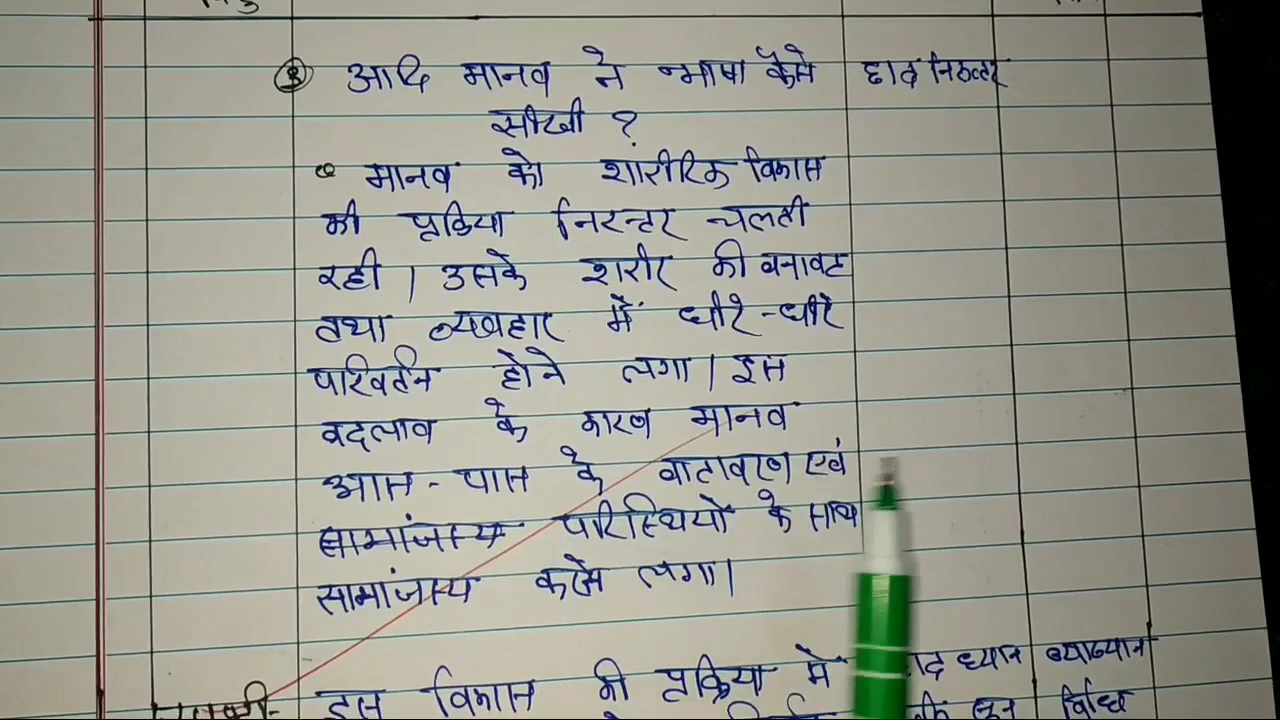 ③ आदि मानव ने भाषा कैसे छात्र निरुत्तर
सीखी ?
मानव को शारीरिक विकास
की प्रक्रिया निरन्तर चलती
रही । उसके शरीर की बनावट
तथा व्यवहार में धीरे-धीरे
परिवर्तन होने लगा । इस
बदलाव के कारण मानव
आस-पास के वातावरण एवं
सामांजस्य परिस्थियों के साथ
सामांजस्य करने लगा।
इस विकास की प्रक्रिया में ध्यान व्याख्यान
विधि